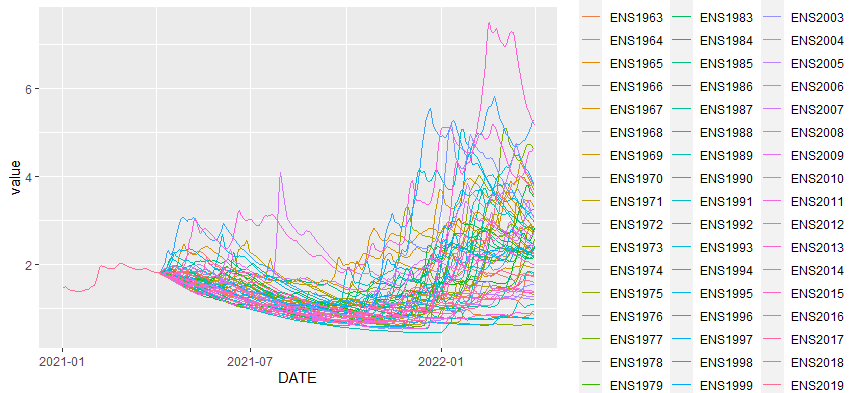 value
6
4
2
2021-01
2021-07
2022-01
DATE
ENS1963 ENS1983 ENS2003
ENS1964 ENS1984 ENS2004
ENS1965 ENS1985 ENS2005
ENS1966 ENS1986 ENS2006
ENS1967 ENS1987 ENS2007
ENS1968 ENS1988 ENS2008
ENS1969 ENS1989 ENS2009
ENS1970 ENS1990 ENS2010
ENS1971 ENS1991 ENS2011
ENS1972 ENS1992 ENS2012
ENS1973 ENS1993 ENS2013
ENS1974 ENS1994 ENS2014
ENS1975 ENS1995 ENS2015
ENS1976 ENS1996 ENS2016
ENS1977 ENS1997 ENS2017
ENS1978 ENS1998 ENS2018
ENS1979 ENS1999 ENS2019